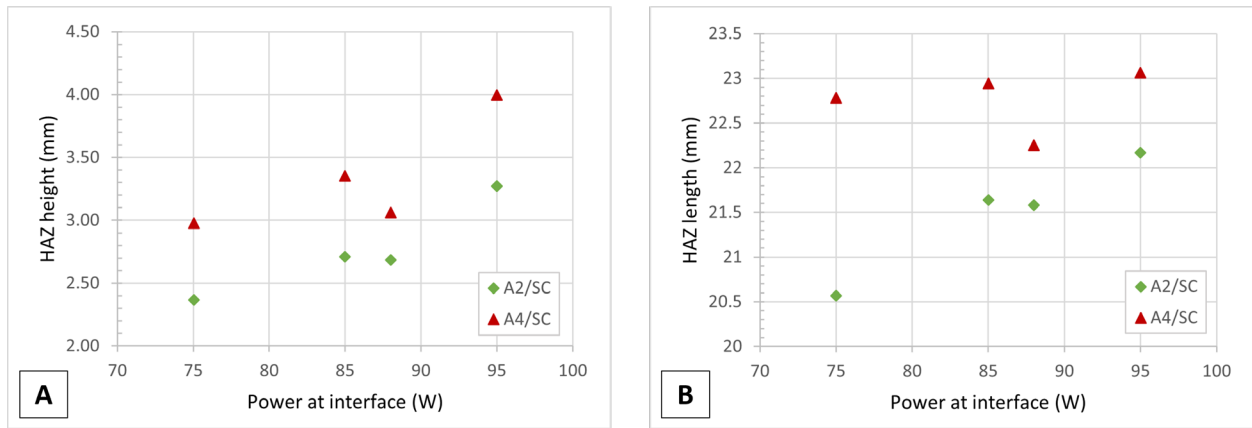 4.50
4.00
3.50
3.00
2.50
2.00
HAZ height (mm)
70 75 80 85 90 95 100
Power at interface (W)
A2/SC
A4/SC
A
23.5
23
22.5
22
21.5
21
20.5
20
HAZ length (mm)
70 75 80 85 90 95 100
Power at interface (W)
A2/SC
A4/SC
B